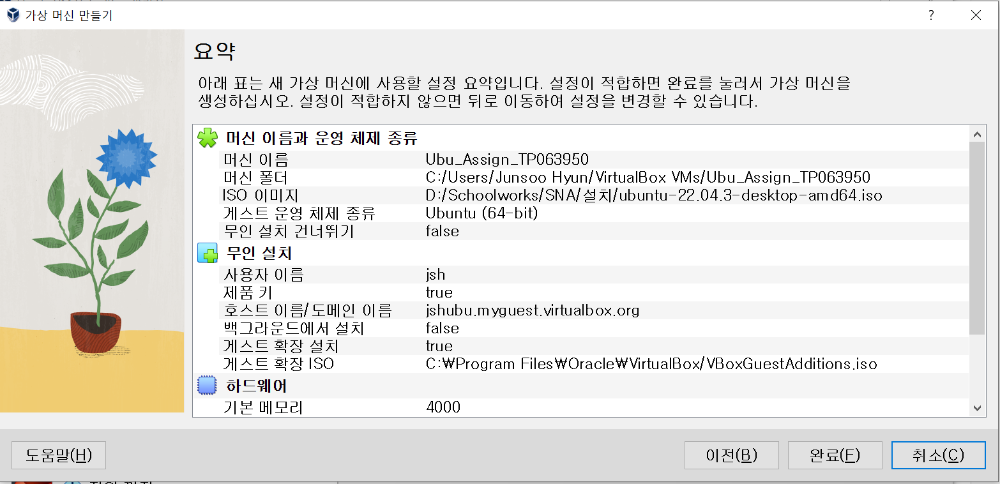 가상 머신 만들기
?
요약
아래 표는 새 가상 머신에 사용할 설정 요약입니다. 설정이 적합하면 완료를 눌러서 가상 머신을
생성하십시오. 설정이 적합하지 않으면 뒤로 이동하여 설정을 변경할 수 있습니다.
머신 이름과 운영 체제 종류
머신 이름 Ubu_Assign_TP063950
머신 폴더 C:/Users/Junsoo Hyun/VirtualBox VMs/Ubu_Assign_TP063950
ISO 이미지 D:/Schoolworks/SNA/설치/ubuntu-22.04.3-desktop-amd64.iso
게스트 운영 체제 종류 Ubuntu (64-bit)
무인 설치 건너뛰기 false
무인 설치
사용자 이름 jsh
제품 키 true
호스트 이름/도메인 이름 jshubu.myguest.virtualbox.org
백그라운드에서 설치 false
게스트 확장 설치 true
게스트 확장 ISO C:₩Program Files₩Oracle₩VirtualBox/VBoxGuestAdditions.iso
하드웨어
기본 메모리 4000
도움말(H) 이전(B) 완료(F) 취소(C)